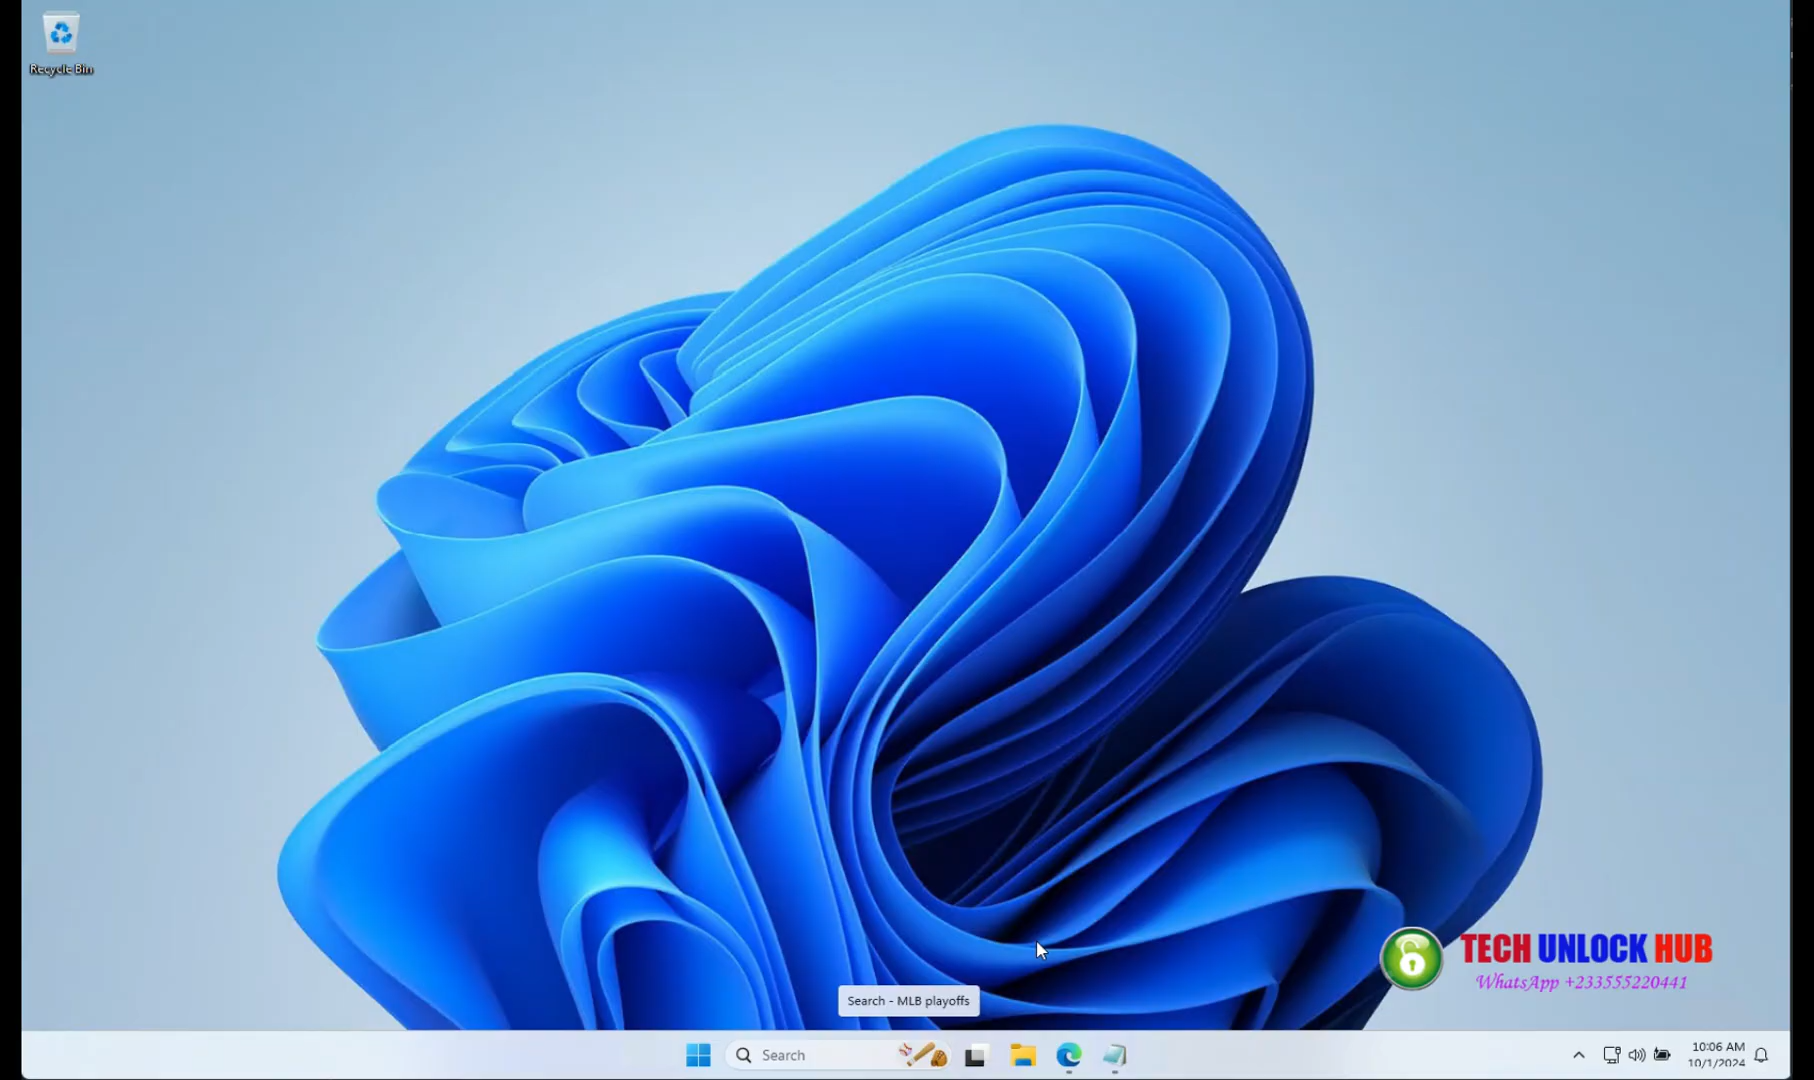 Recycle Bin
TECH UNLOCK HUB
WhatsApp +233555220441
Search - MLB playoffs
Search
10:06 AM
10/1/2024